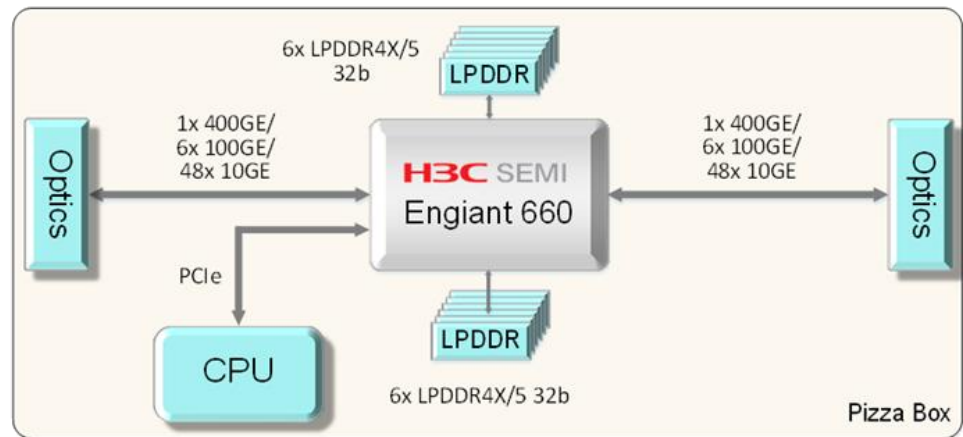 6x LPDDR4X/5
32b
LPDDR
1x 400GE/
6x 100GE/
48x 10GE
1x 400GE/
6x 100GE/
48x 10GE
Optics
H3C SEMI
Engiant 660
Optics
PCIe
CPU
LPDDR
6x LPDDR4X/5 32b
Pizza Box